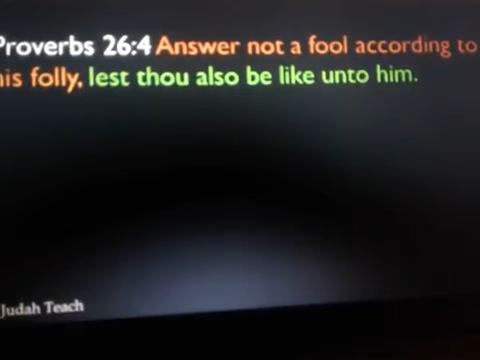 Proverbs 26:4 Answer not a fool according to
his folly, lest thou also be like unto him.
Judah Teach